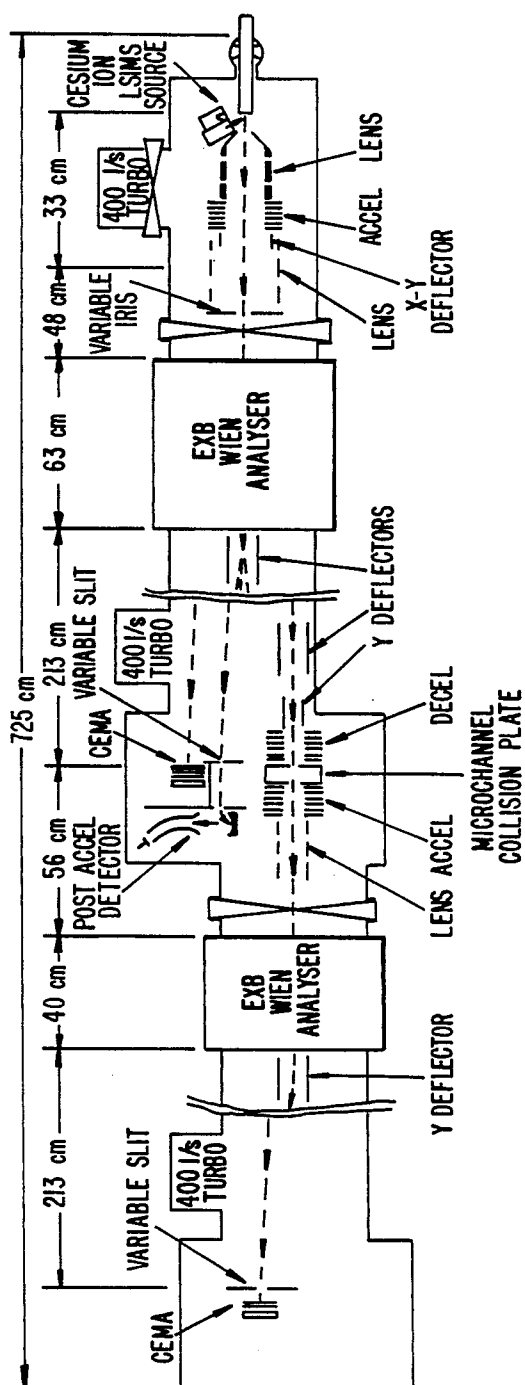 725 cm
33 cm
48 cm
63 cm
213 cm
56 cm
40 cm
213 cm
CESIUM
ION
LSIMS
SOURCE
400 l/s
TURBO
LENS
ACCEL
X-Y
DEFLECTOR
LENS
VARIABLE
IRIS
EXB
WIEN
ANALYSER
Y DEFLECTORS
VARIABLE SLIT
400 l/s
TURBO
CEMA
DECEL
MICROCHANNEL
COLLISION PLATE
POST ACCEL
DETECTOR
ACCEL
LENS
EXB
WIEN
ANALYSER
Y DEFLECTOR
400 l/s
TURBO
VARIABLE SLIT
CEMA